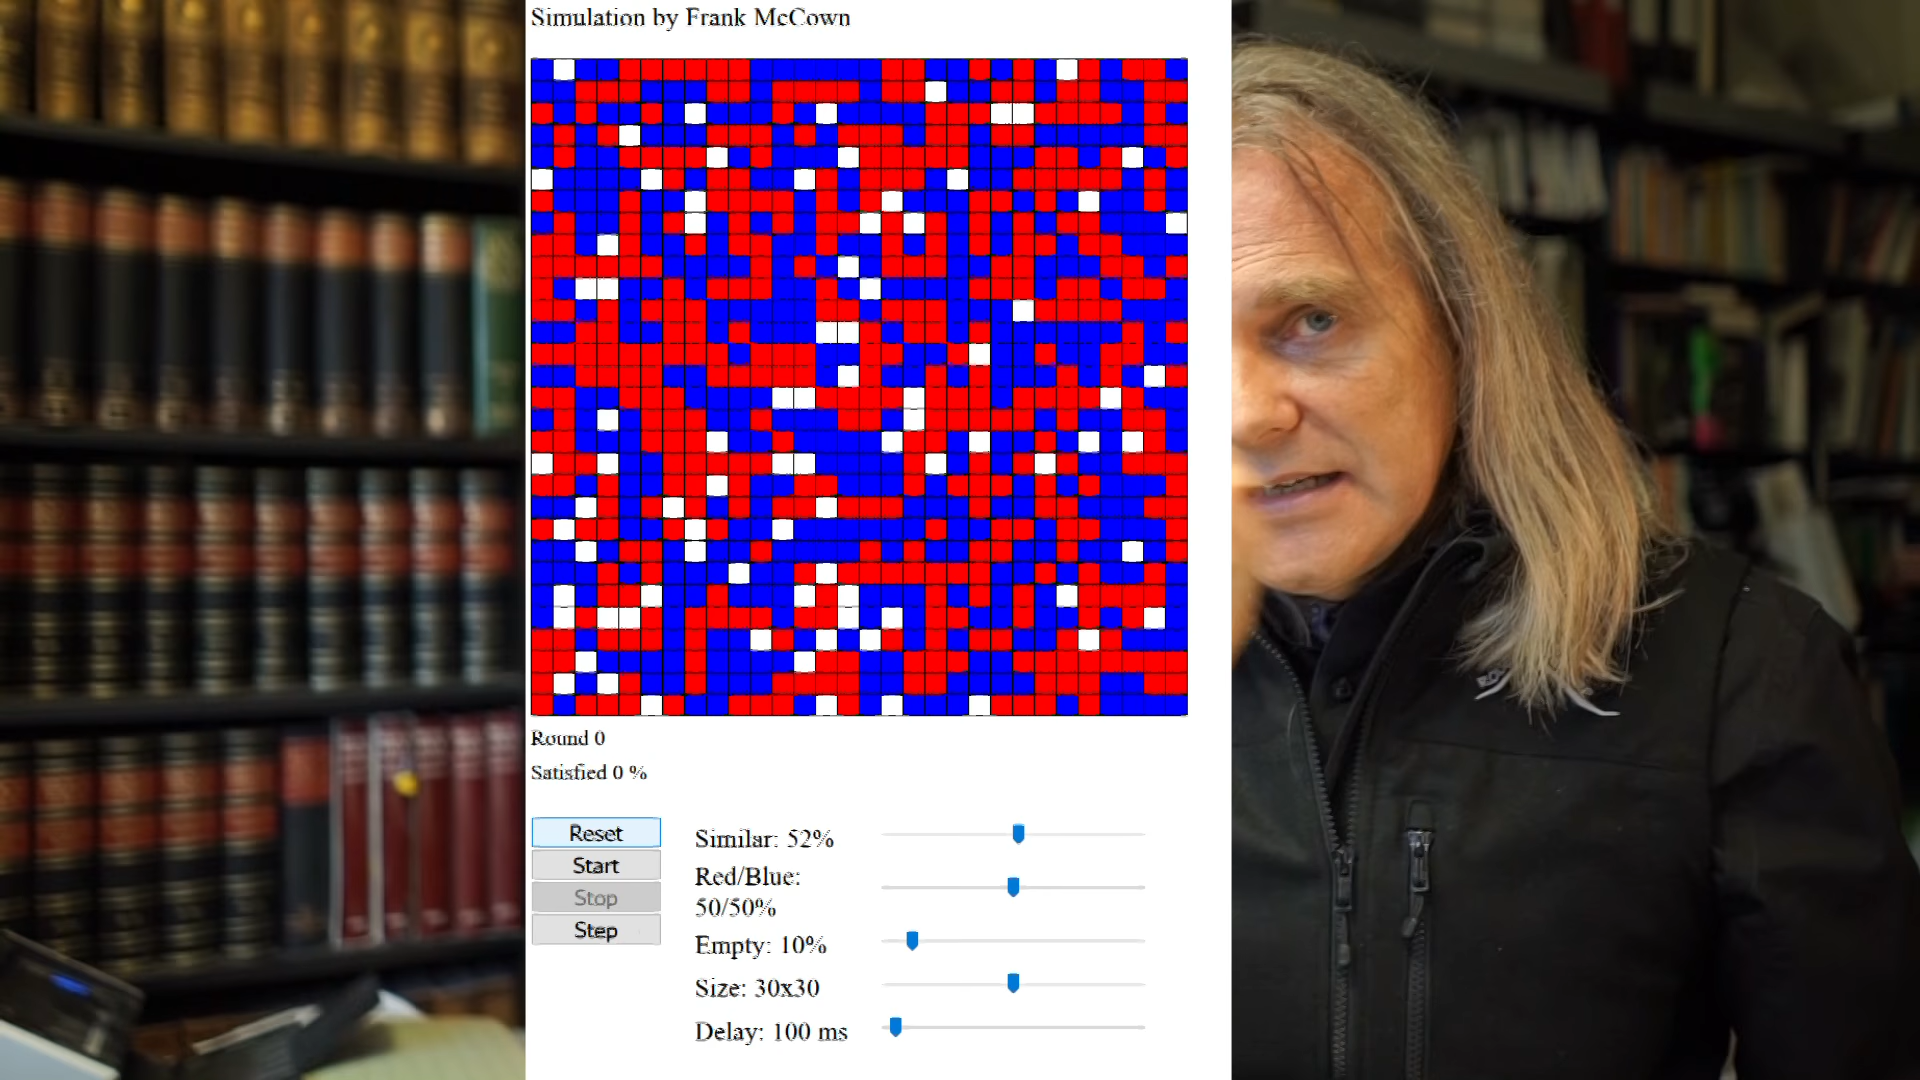 Simulation by Frank McCown
Round 0
Satisfied 0 %
Reset
Start
Stop
Step
Similar: 52%
Red/Blue:
50/50%
Empty: 10%
Size: 30x30
Delay: 100 ms